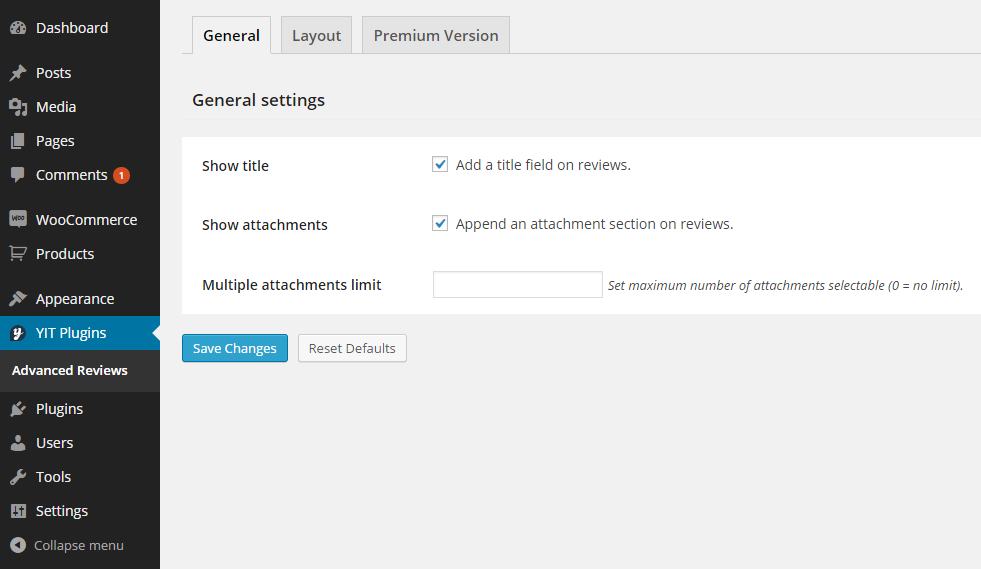 Dashboard
Posts
Media
Pages
Comments 1
WooCommerce
Products
Appearance
YIT Plugins
Advanced Reviews
Plugins
Users
Tools
Settings
Collapse menu
General
Layout
Premium Version
General settings
Show title
Add a title field on reviews.
Show attachments
Append an attachment section on reviews.
Multiple attachments limit
Set maximum number of attachments selectable (0 = no limit).
Save Changes
Reset Defaults